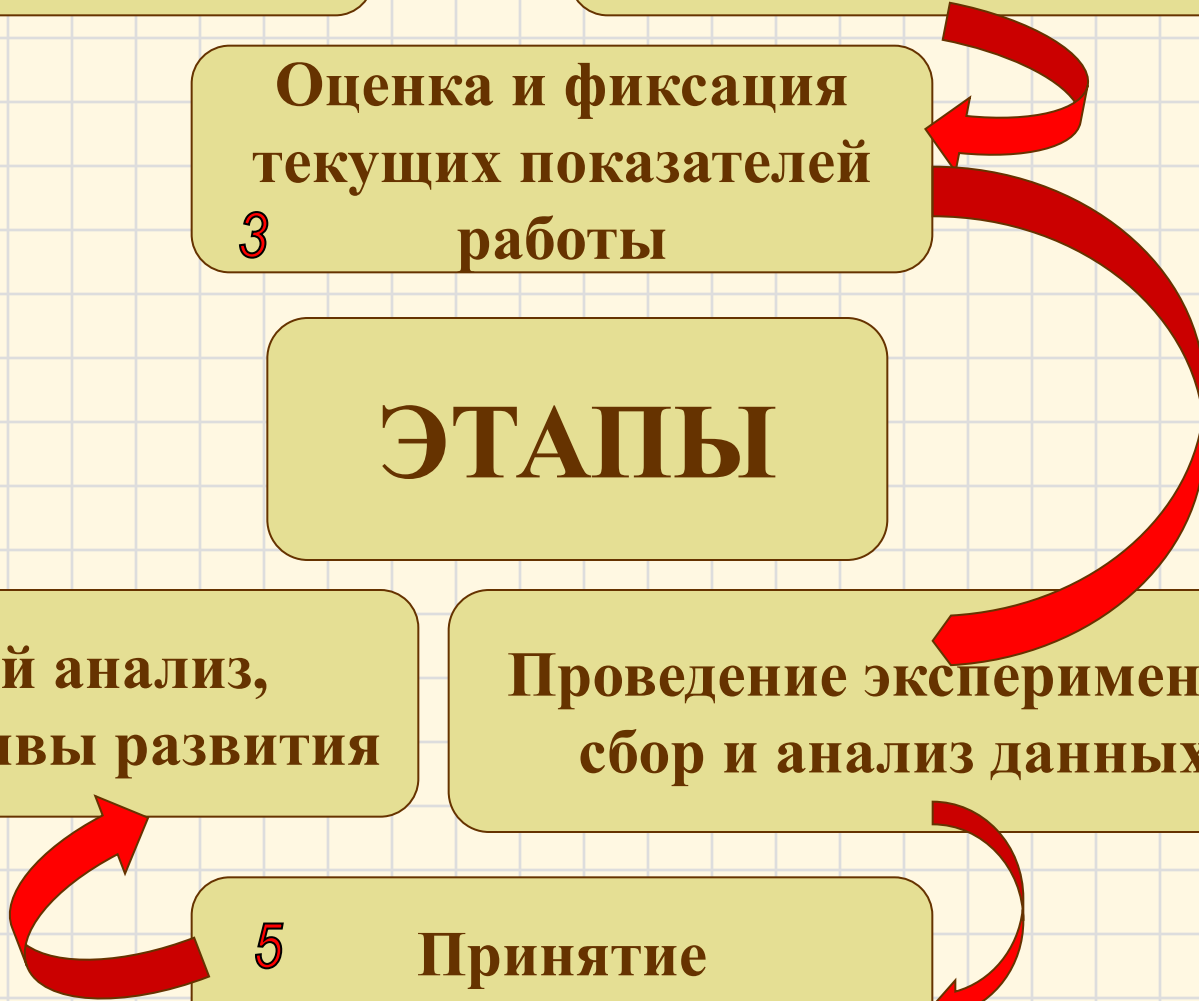 Оценка и фиксация
текущих показателей
3 работы
ЭТАПЫ
й анализ,
ивы развития
Проведение эксперимен
сбор и анализ данных
5 Принятие